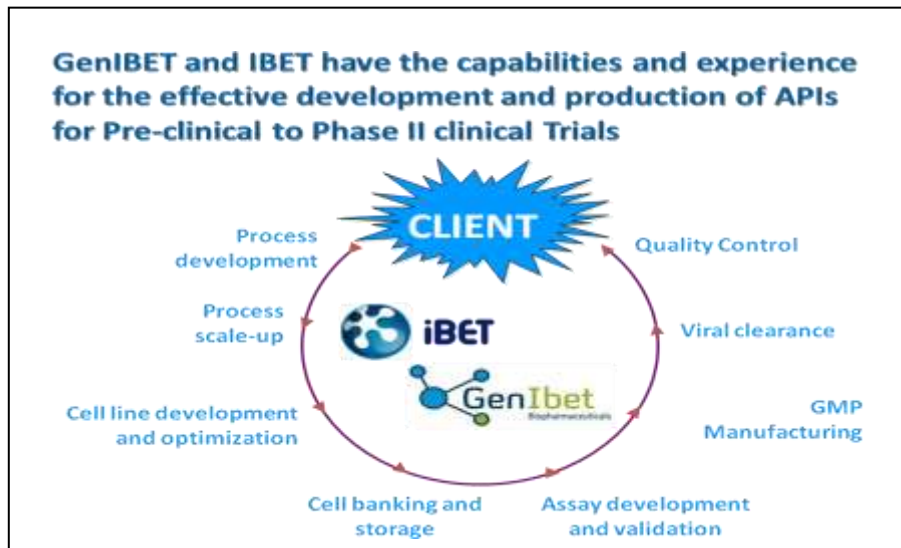 GenIBET and IBET have the capabilities and experience
for the effective development and production of APIs
for Pre-clinical to Phase II clinical Trials
CLIENT
Process
development
Quality Control
Process
scale-up
iBET
Viral clearance
GenIbet
Biopharmaceuticals
Cell line development
and optimization
GMP
Manufacturing
Cell banking and
storage
Assay development
and validation